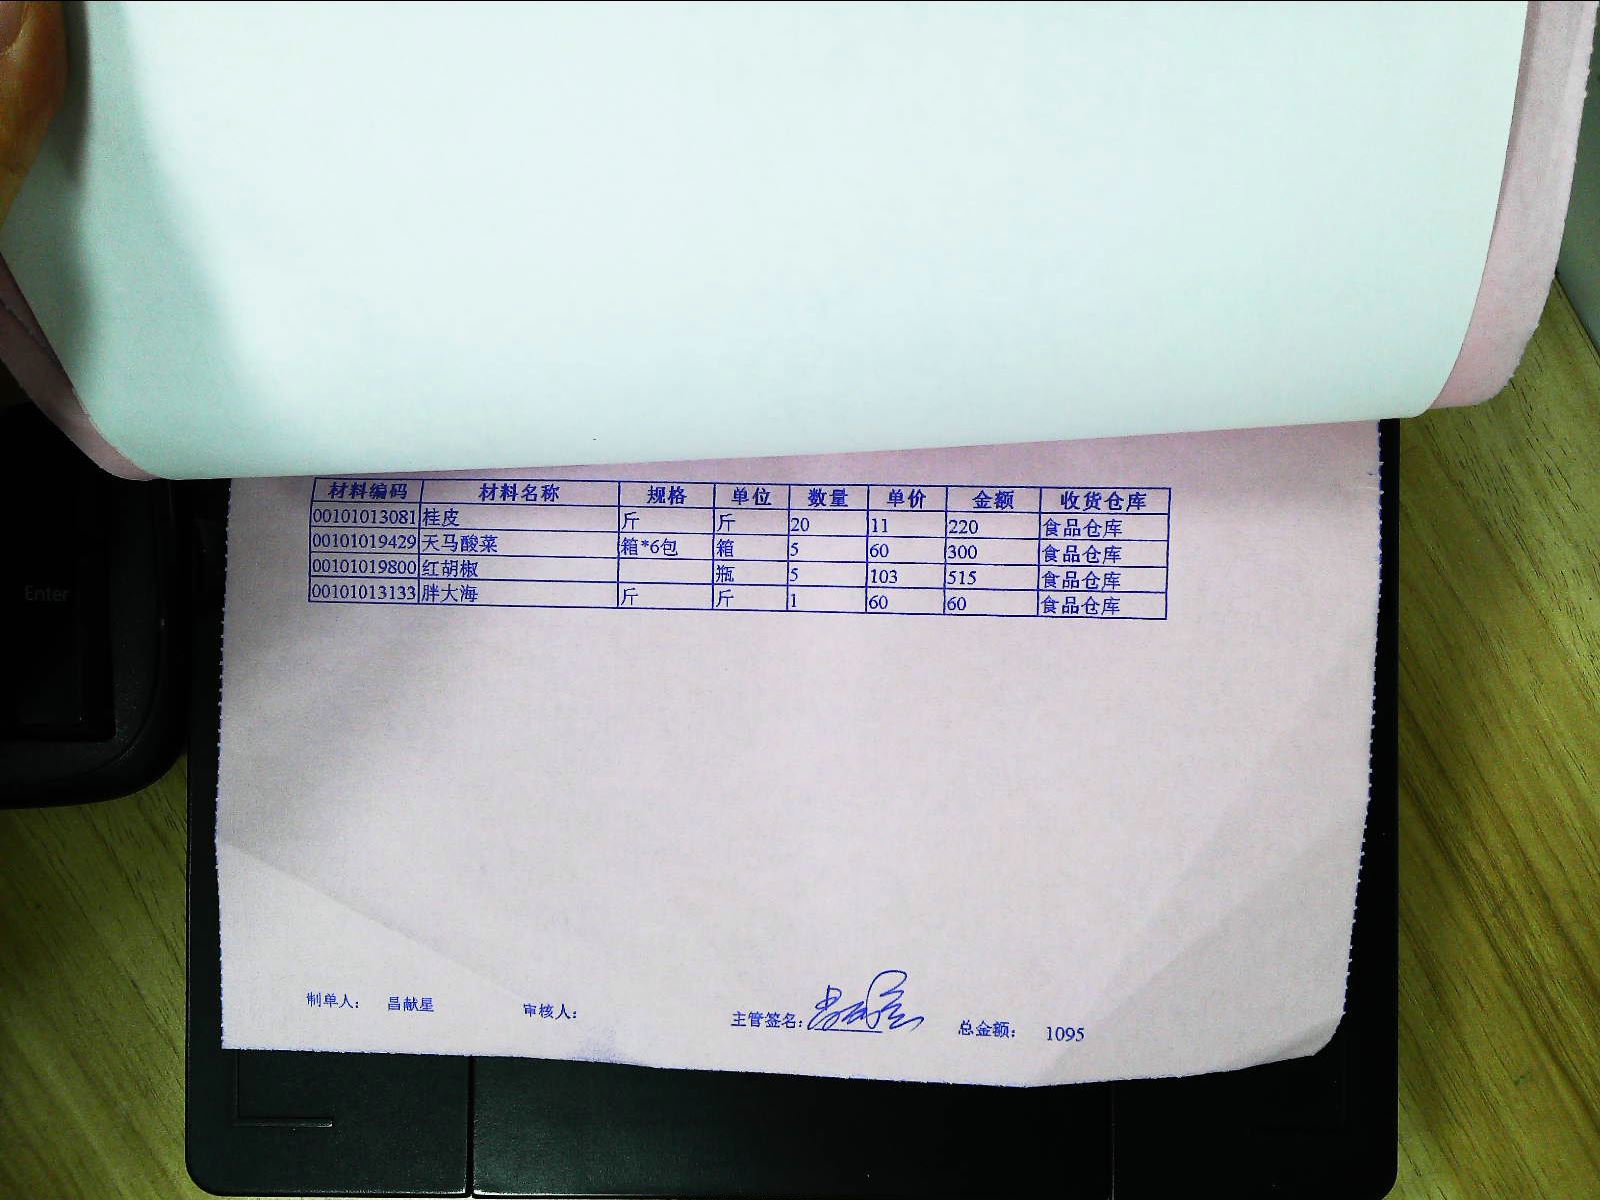 材料编码 材料名称 规格 单位 数量 单价 金额 收货仓库
00101013081 桂皮 斤 斤 20 11 220 食品仓库
00101019429 天马酸菜 箱*6包 箱 5 60 300 食品仓库
00101019800 红胡椒 瓶 5 103 515 食品仓库
00101013133 胖大海 斤 斤 1 60 60 食品仓库
Enter
制单人: 昌献星 审核人: 主管签名: 总金额: 1095